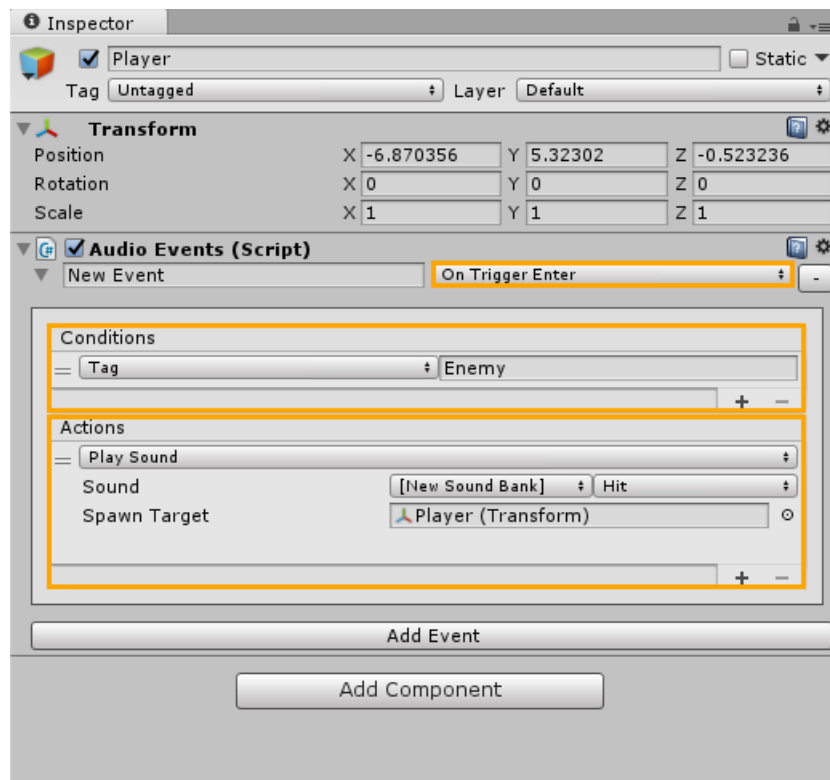 Inspector
Player Static
Tag Untagged Layer Default
Transform
Position X -6.870356 Y 5.32302 Z -0.523236
Rotation X 0 Y 0 Z 0
Scale X 1 Y 1 Z 1
Audio Events (Script)
New Event On Trigger Enter -
Conditions
Tag Enemy
+ −
Actions
Play Sound
Sound [New Sound Bank] Hit
Spawn Target Player (Transform)
+ −
Add Event
Add Component